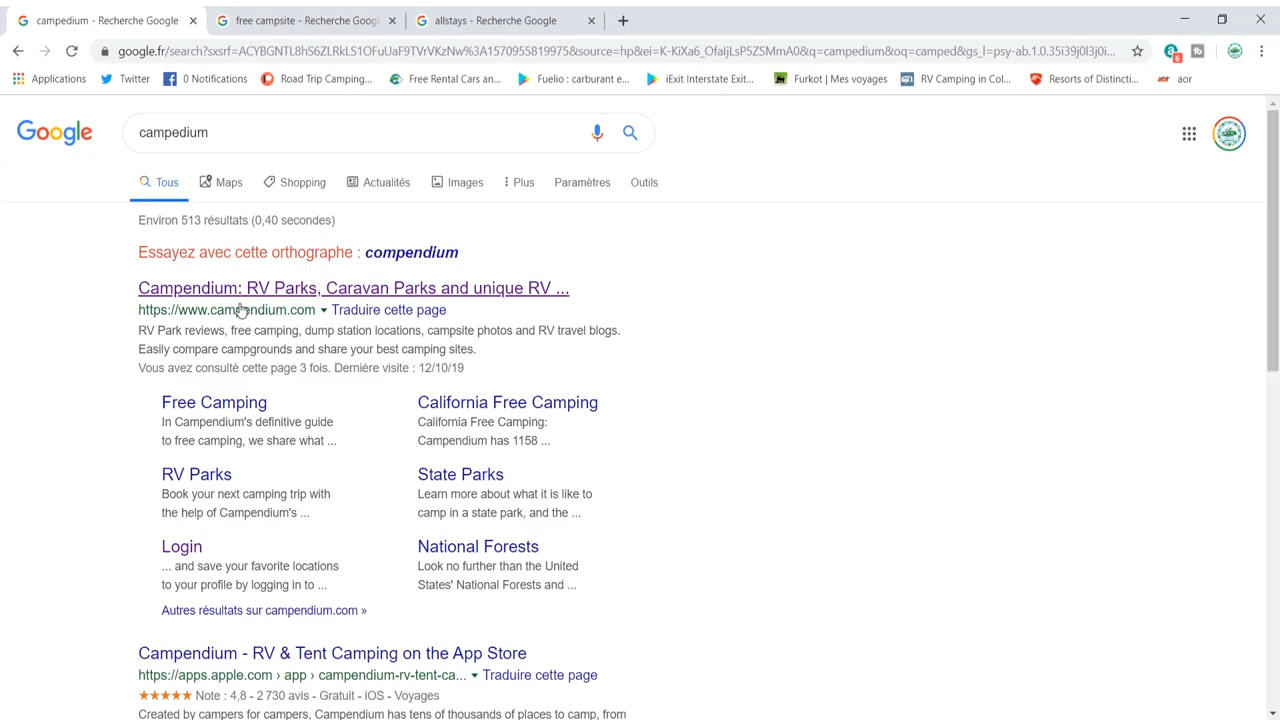 campedium - Recherche Google
free campsite - Recherche Googl
allstays - Recherche Google
google.fr/search?sxsrf=ACYBGNTL8hS6ZLRkLS1OFuUaF9TVrVKzNw%3A1570955819975&source=hp&ei=K-KiXa6_OfaljLsP5ZSMmA0&q=campedium&oq=camped&gs_l=psy-ab.1.0.35i39j0l3j0i...
6
fb
Applications
Twitter
0 Notifications
Road Trip Camping...
Free Rental Cars an...
Fuelio : carburant e...
iExit Interstate Exit...
Furkot | Mes voyages
RV Camping in Col...
Resorts of Distincti...
aor
Google
campedium
Tous
Maps
Shopping
Actualités
Images
Plus
Paramètres
Outils
Environ 513 résultats (0,40 secondes)
Essayez avec cette orthographe : compendium
Campendium: RV Parks, Caravan Parks and unique RV ...
https://www.campendium.com Traduire cette page
RV Park reviews, free camping, dump station locations, campsite photos and RV travel blogs.
Easily compare campgrounds and share your best camping sites.
Vous avez consulté cette page 3 fois. Dernière visite : 12/10/19
Free Camping
In Campendium's definitive guide
to free camping, we share what ...
California Free Camping
California Free Camping:
Campendium has 1158 ...
RV Parks
Book your next camping trip with
the help of Campendium's ...
State Parks
Learn more about what it is like to
camp in a state park, and the ...
Login
... and save your favorite locations
to your profile by logging in to ...
National Forests
Look no further than the United
States' National Forests and ...
Autres résultats sur campendium.com »
Campendium - RV & Tent Camping on the App Store
https://apps.apple.com › app › campendium-rv-tent-ca... Traduire cette page
★★★★★ Note : 4,8 - 2 730 avis - Gratuit - iOS - Voyages
Created by campers for campers, Campendium has tens of thousands of places to camp, from